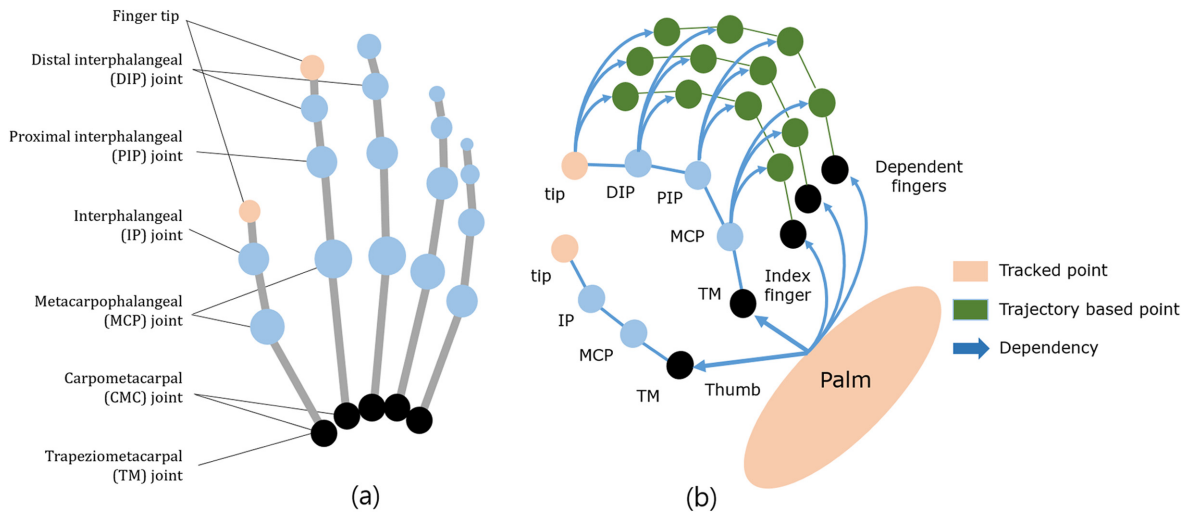 Finger tip
Distal interphalangeal
(DIP) joint
Proximal interphalangeal
(PIP) joint
Interphalangeal
(IP) joint
Metacarpophalangeal
(MCP) joint
Carpometacarpal
(CMC) joint
Trapeziometacarpal
(TM) joint
(a)
tip
DIP
PIP
MCP
TM
Index
finger
Dependent
fingers
tip
IP
MCP
TM
Thumb
Palm
Tracked point
Trajectory based point
Dependency
(b)